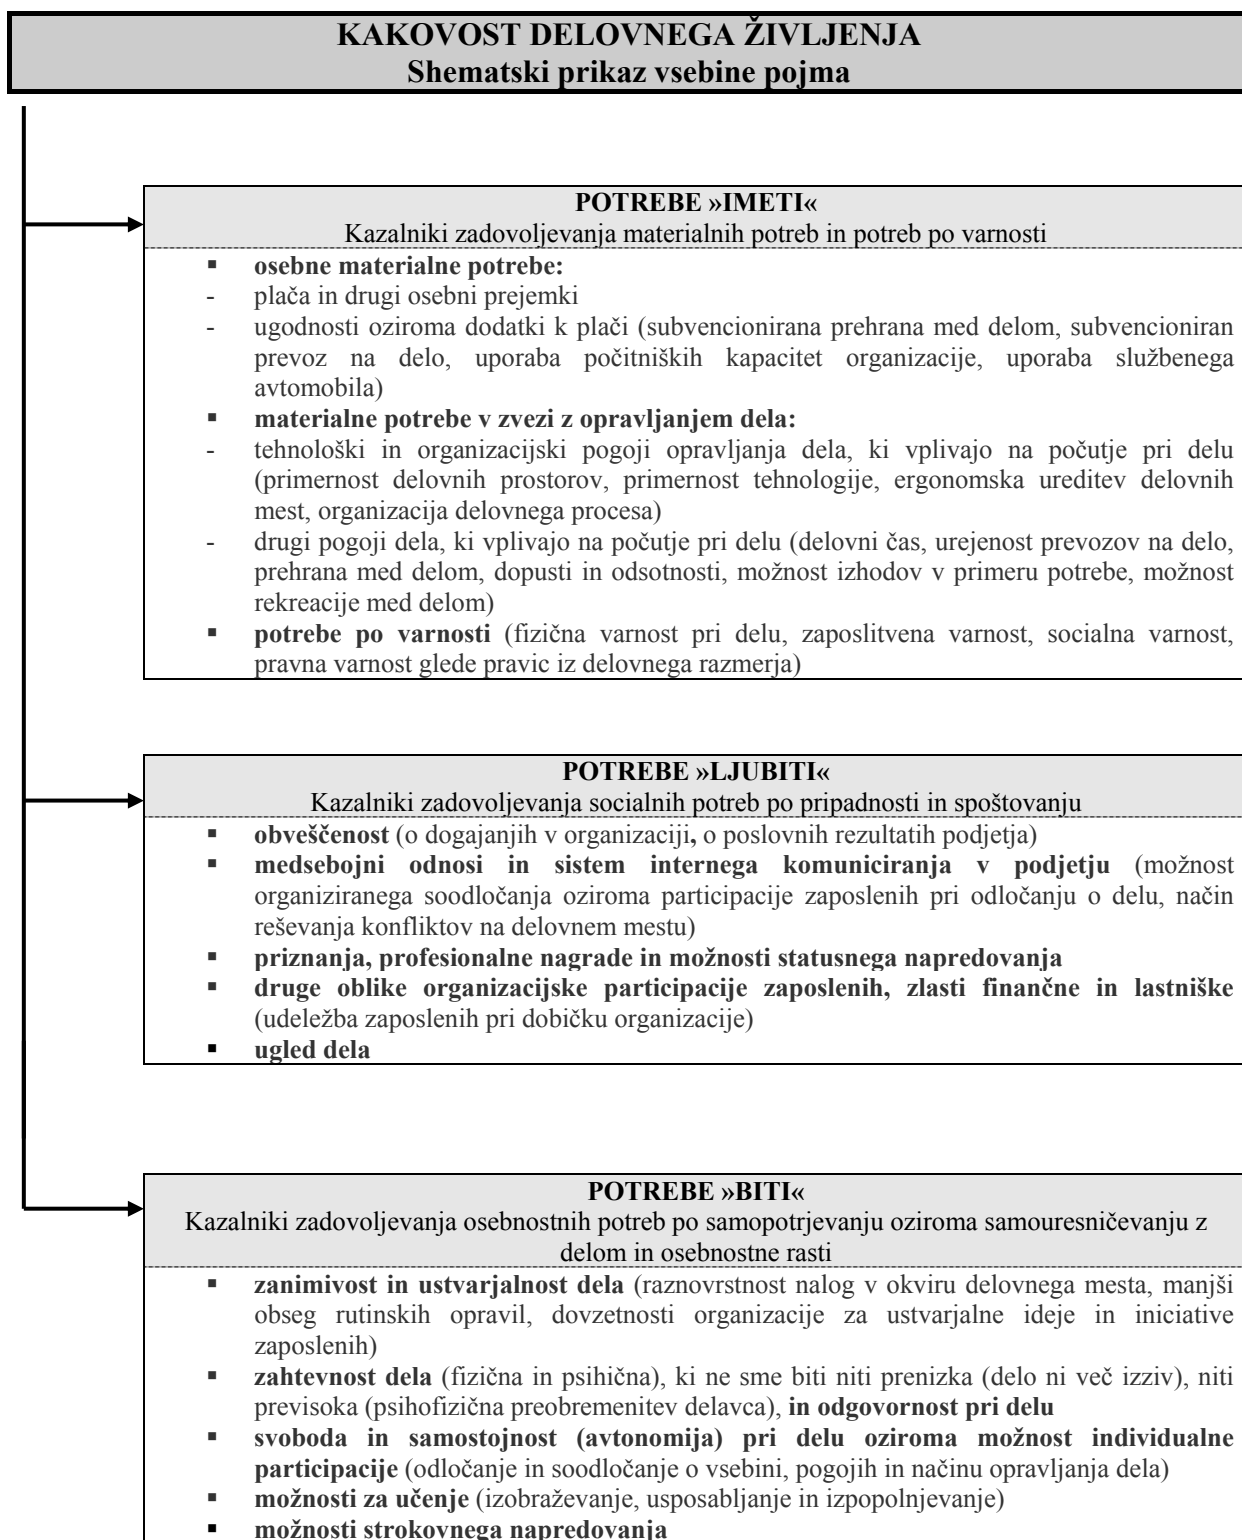 KAKOVOST DELOVNEGA ŽIVLJENJA
Shematski prikaz vsebine pojma
POTREBE »IMETI«
Kazalniki zadovoljevanja materialnih potreb in potreb po varnosti
▪ osebne materialne potrebe:
- plača in drugi osebni prejemki
- ugodnosti oziroma dodatki k plači (subvencionirana prehrana med delom, subvencioniran
prevoz na delo, uporaba počitniških kapacitet organizacije, uporaba službenega
avtomobila)
▪ materialne potrebe v zvezi z opravljanjem dela:
- tehnološki in organizacijski pogoji opravljanja dela, ki vplivajo na počutje pri delu
(primernost delovnih prostorov, primernost tehnologije, ergonomska ureditev delovnih
mest, organizacija delovnega procesa)
- drugi pogoji dela, ki vplivajo na počutje pri delu (delovni čas, urejenost prevozov na delo,
prehrana med delom, dopusti in odsotnosti, možnost izhodov v primeru potrebe, možnost
rekreacije med delom)
▪ potrebe po varnosti (fizična varnost pri delu, zaposlitvena varnost, socialna varnost,
pravna varnost glede pravic iz delovnega razmerja)
POTREBE »LJUBITI«
Kazalniki zadovoljevanja socialnih potreb po pripadnosti in spoštovanju
▪ obveščenost (o dogajanjih v organizaciji, o poslovnih rezultatih podjetja)
▪ medsebojni odnosi in sistem internega komuniciranja v podjetju (možnost
organiziranega soodločanja oziroma participacije zaposlenih pri odločanju o delu, način
reševanja konfliktov na delovnem mestu)
▪ priznanja, profesionalne nagrade in možnosti statusnega napredovanja
▪ druge oblike organizacijske participacije zaposlenih, zlasti finančne in lastniške
(udeležba zaposlenih pri dobičku organizacije)
▪ ugled dela
POTREBE »BITI«
Kazalniki zadovoljevanja osebnostnih potreb po samopotrjevanju oziroma samouresničevanju z
delom in osebnostne rasti
▪ zanimivost in ustvarjalnost dela (raznovrstnost nalog v okviru delovnega mesta, manjši
obseg rutinskih opravil, dovzetnosti organizacije za ustvarjalne ideje in iniciative
zaposlenih)
▪ zahtevnost dela (fizična in psihična), ki ne sme biti niti prenizka (delo ni več izziv), niti
previsoka (psihofizična preobremenitev delavca), in odgovornost pri delu
▪ svoboda in samostojnost (avtonomija) pri delu oziroma možnost individualne
participacije (odločanje in soodločanje o vsebini, pogojih in načinu opravljanja dela)
▪ možnosti za učenje (izobraževanje, usposabljanje in izpopolnjevanje)
▪ možnosti strokovnega napredovanja